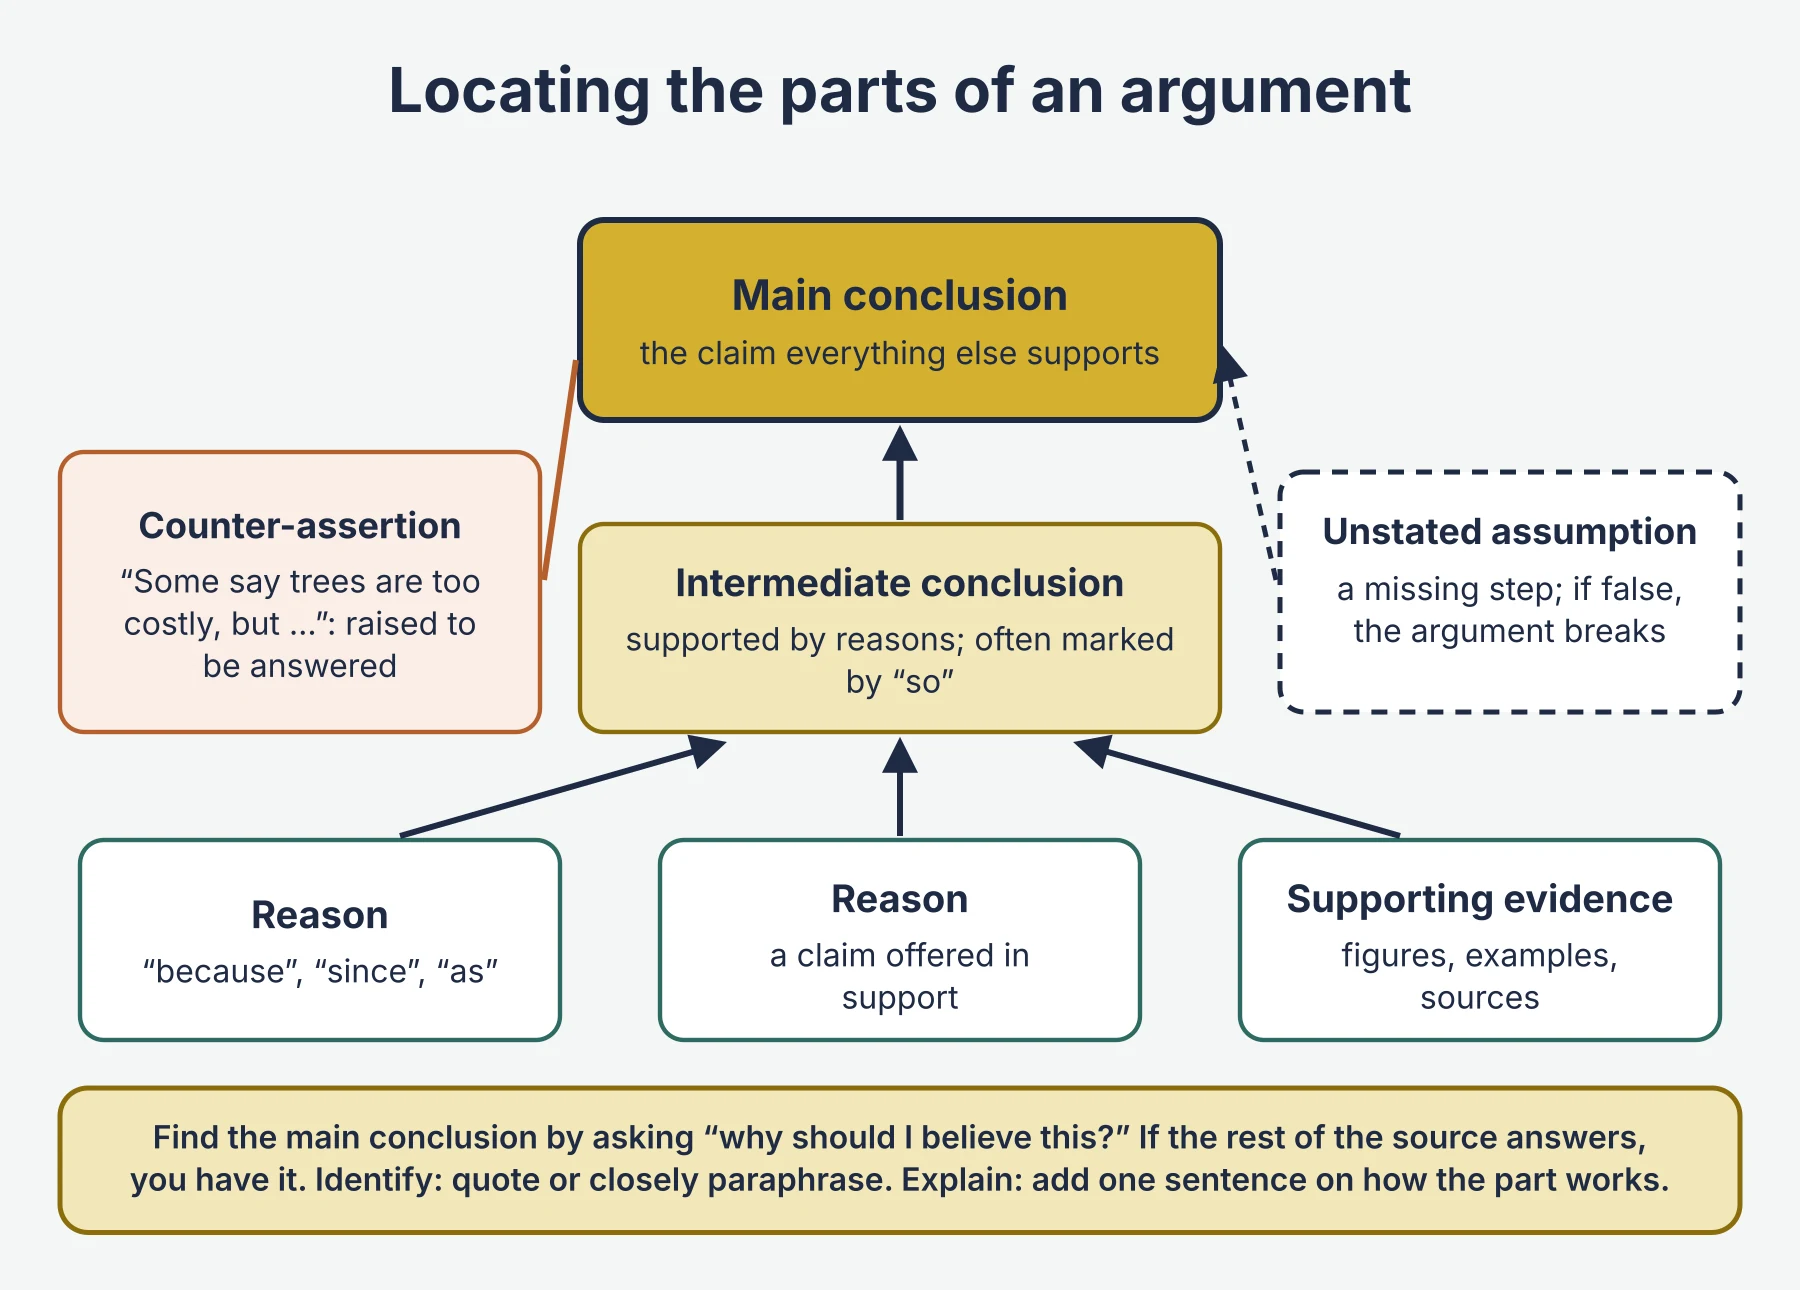 Locating the parts of an argument
Main conclusion
the claim everything else supports
Counter-assertion
“Some say trees are too
costly, but …”: raised to
be answered
Intermediate conclusion
supported by reasons; often marked
by “so”
Unstated assumption
a missing step; if false,
the argument breaks
Reason
“because”, “since”, “as”
Reason
a claim offered in
support
Supporting evidence
figures, examples,
sources
Find the main conclusion by asking “why should I believe this?” If the rest of the source answers,
you have it. Identify: quote or closely paraphrase. Explain: add one sentence on how the part works.